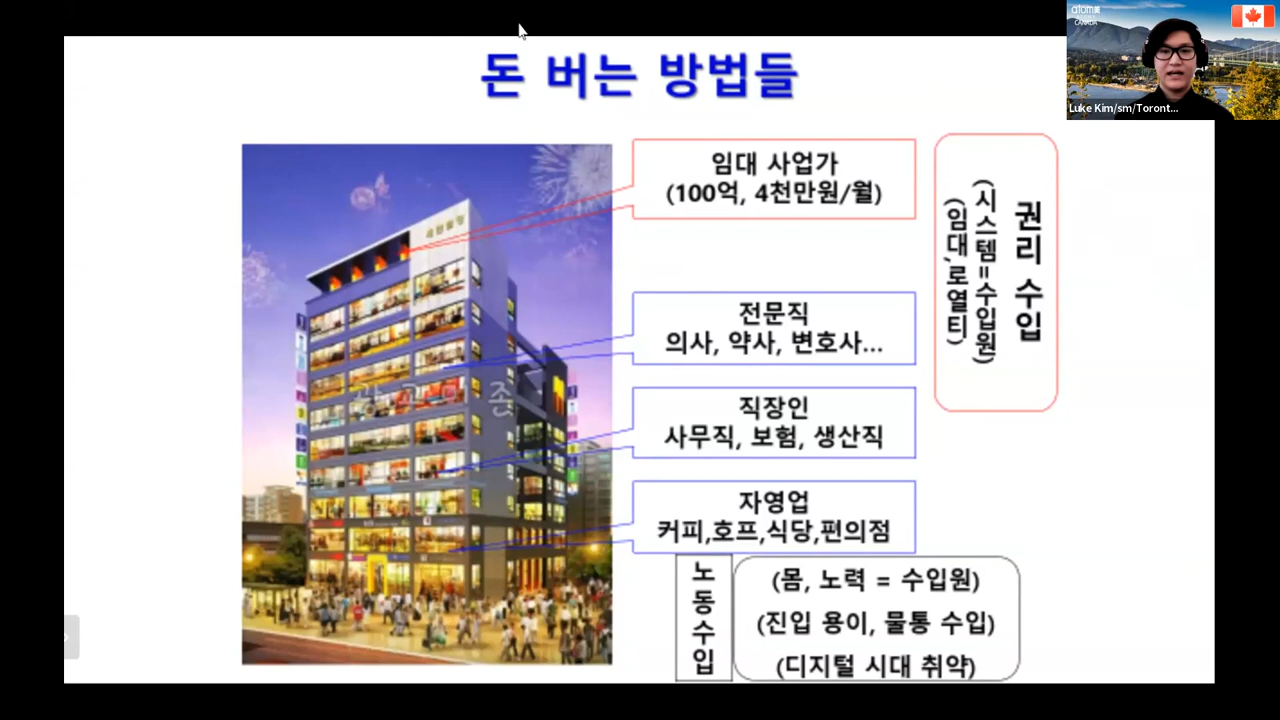 돈 버는 방법들
atomy
CANADA
Luke Kim/sm/Toront...
임대 사업가
(100억, 4천만원/월)
권리 수입
(시스템=수입원)
(임대,로열티)
전문직
의사, 약사, 변호사...
직장인
사무직, 보험, 생산직
자영업
커피,호프,식당,편의점
노동수입
(몸, 노력 = 수입원)
(진입 용이, 물통 수입)
(디지털 시대 취약)